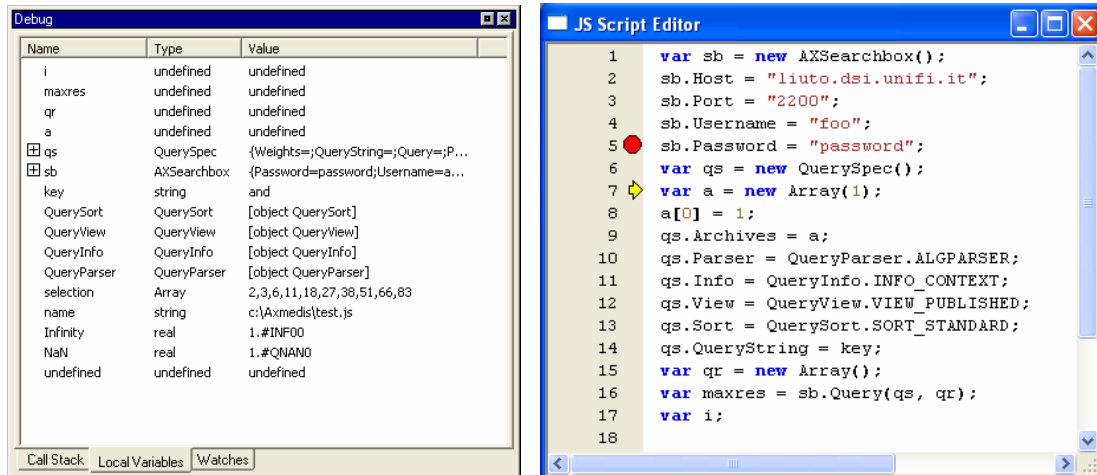 Debug
Name Type Value
i undefined undefined
maxres undefined undefined
qr undefined undefined
a undefined undefined
qs QuerySpec {Weights=;QueryString=;Query=;P...
sb AXSearchbox {Password=password;Username=a...
key string and
QuerySort QuerySort [object QuerySort]
QueryView QueryView [object QueryView]
QueryInfo QueryInfo [object QueryInfo]
QueryParser QueryParser [object QueryParser]
selection Array 2,3,6,11,18,27,38,51,66,83
name string c:\Axmedis\test.js
Infinity real 1.#INF00
NaN real 1.#QNAN0
undefined undefined undefined
Call Stack Local Variables Watches
JS Script Editor
1 var sb = new AXSearchbox();
2 sb.Host = "liuto.dsi.unifi.it";
3 sb.Port = "2200";
4 sb.Username = "foo";
5 sb.Password = "password";
6 var qs = new QuerySpec();
7 var a = new Array(1);
8 a[0] = 1;
9 qs.Archives = a;
10 qs.Parser = QueryParser.ALGPARSER;
11 qs.Info = QueryInfo.INFO_CONTEXT;
12 qs.View = QueryView.VIEW_PUBLISHED;
13 qs.Sort = QuerySort.SORT_STANDARD;
14 qs.QueryString = key;
15 var qr = new Array();
16 var maxres = sb.Query(qs, qr);
17 var i;
18